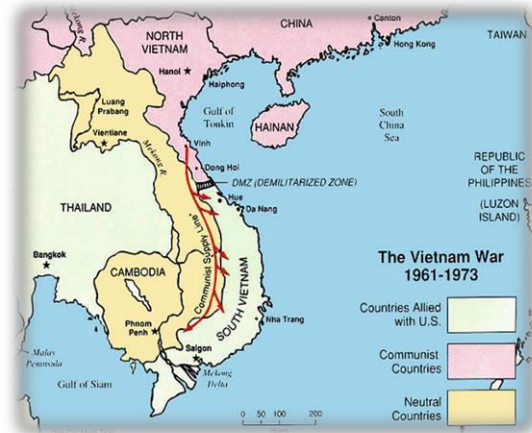 CHINA
Canton
Hong Kong
TAIWAN
NORTH
VIETNAM
Mekong R.
Hanoi
Haiphong
Luang
Prabang
Gulf of
Tonkin
HAINAN
South
China
Sea
Vientiane
Mekong R.
Vinh
Dong Hoi
DMZ (DEMILITARIZED ZONE)
REPUBLIC
OF THE
PHILIPPINES
(LUZON
ISLAND)
Hue
Da Nang
THAILAND
Communist Supply Line
Bangkok
CAMBODIA
SOUTH VIETNAM
Phnom
Penh
Nha Trang
Saigon
Malay
Peninsula
Gulf of Siam
Mekong
Delta
The Vietnam War
1961-1973
Countries Allied
with U.S.
Communist
Countries
Neutral
Countries
0 50 100 200